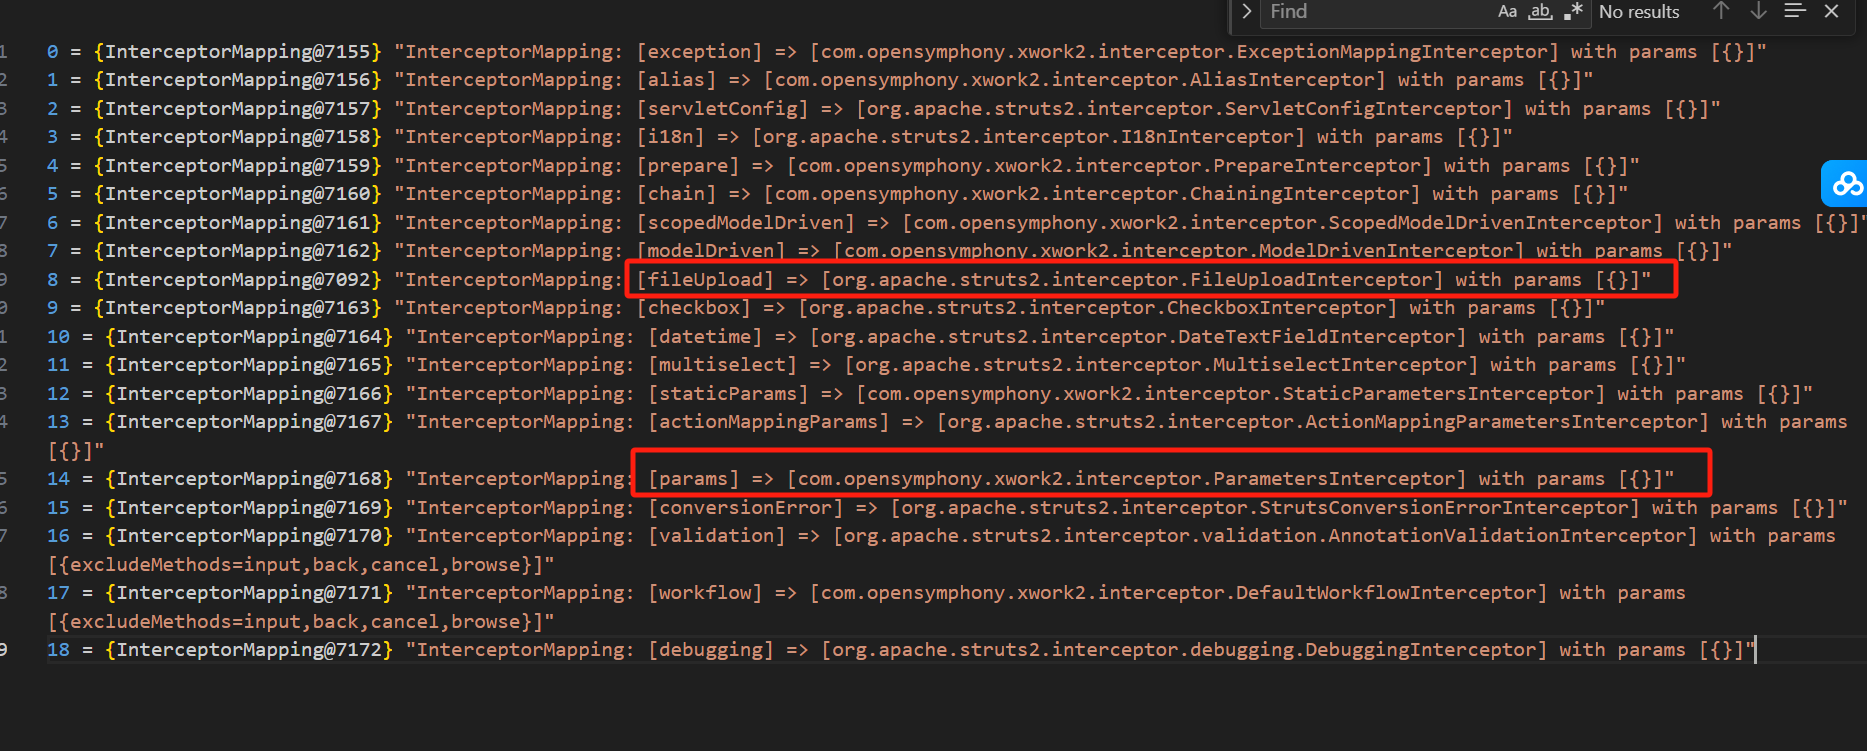 Find Aa ab, .* No results
1 0 = {InterceptorMapping@7155} "InterceptorMapping: [exception] => [com.opensymphony.xwork2.interceptor.ExceptionMappingInterceptor] with params [{}]"
2 1 = {InterceptorMapping@7156} "InterceptorMapping: [alias] => [com.opensymphony.xwork2.interceptor.AliasInterceptor] with params [{}]"
3 2 = {InterceptorMapping@7157} "InterceptorMapping: [servletConfig] => [org.apache.struts2.interceptor.ServletConfigInterceptor] with params [{}]"
4 3 = {InterceptorMapping@7158} "InterceptorMapping: [i18n] => [org.apache.struts2.interceptor.I18nInterceptor] with params [{}]"
5 4 = {InterceptorMapping@7159} "InterceptorMapping: [prepare] => [com.opensymphony.xwork2.interceptor.PrepareInterceptor] with params [{}]"
6 5 = {InterceptorMapping@7160} "InterceptorMapping: [chain] => [com.opensymphony.xwork2.interceptor.ChainingInterceptor] with params [{}]"
7 6 = {InterceptorMapping@7161} "InterceptorMapping: [scopedModelDriven] => [com.opensymphony.xwork2.interceptor.ScopedModelDrivenInterceptor] with params [{}]"
8 7 = {InterceptorMapping@7162} "InterceptorMapping: [modelDriven] => [com.opensymphony.xwork2.interceptor.ModelDrivenInterceptor] with params [{}]"
9 8 = {InterceptorMapping@7092} "InterceptorMapping: [fileUpload] => [org.apache.struts2.interceptor.FileUploadInterceptor] with params [{}]"
0 9 = {InterceptorMapping@7163} "InterceptorMapping: [checkbox] => [org.apache.struts2.interceptor.CheckboxInterceptor] with params [{}]"
1 10 = {InterceptorMapping@7164} "InterceptorMapping: [datetime] => [org.apache.struts2.interceptor.DateTextFieldInterceptor] with params [{}]"
2 11 = {InterceptorMapping@7165} "InterceptorMapping: [multiselect] => [org.apache.struts2.interceptor.MultiselectInterceptor] with params [{}]"
3 12 = {InterceptorMapping@7166} "InterceptorMapping: [staticParams] => [com.opensymphony.xwork2.interceptor.StaticParametersInterceptor] with params [{}]"
4 13 = {InterceptorMapping@7167} "InterceptorMapping: [actionMappingParams] => [org.apache.struts2.interceptor.ActionMappingParametersInterceptor] with params
[{}]"
5 14 = {InterceptorMapping@7168} "InterceptorMapping: [params] => [com.opensymphony.xwork2.interceptor.ParametersInterceptor] with params [{}]"
6 15 = {InterceptorMapping@7169} "InterceptorMapping: [conversionError] => [org.apache.struts2.interceptor.StrutsConversionErrorInterceptor] with params [{}]"
7 16 = {InterceptorMapping@7170} "InterceptorMapping: [validation] => [org.apache.struts2.interceptor.validation.AnnotationValidationInterceptor] with params
[{excludeMethods=input,back,cancel,browse}]"
8 17 = {InterceptorMapping@7171} "InterceptorMapping: [workflow] => [com.opensymphony.xwork2.interceptor.DefaultWorkflowInterceptor] with params
[{excludeMethods=input,back,cancel,browse}]"
9 18 = {InterceptorMapping@7172} "InterceptorMapping: [debugging] => [org.apache.struts2.interceptor.debugging.DebuggingInterceptor] with params [{}]"